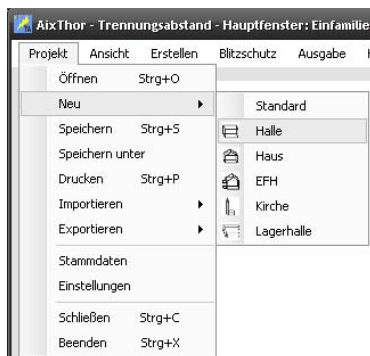 AixThor - Trennungsabstand - Hauptfenster: Einfamilie
Projekt Ansicht Erstellen Blitzschutz Ausgabe
Öffnen Strg+O
Neu
Standard
Speichern Strg+S
Halle
Speichern unter
Haus
Drucken Strg+P
EFH
Importieren
Kirche
Exportieren
Lagerhalle
Stammdaten
Einstellungen
Schließen Strg+C
Beenden Strg+X